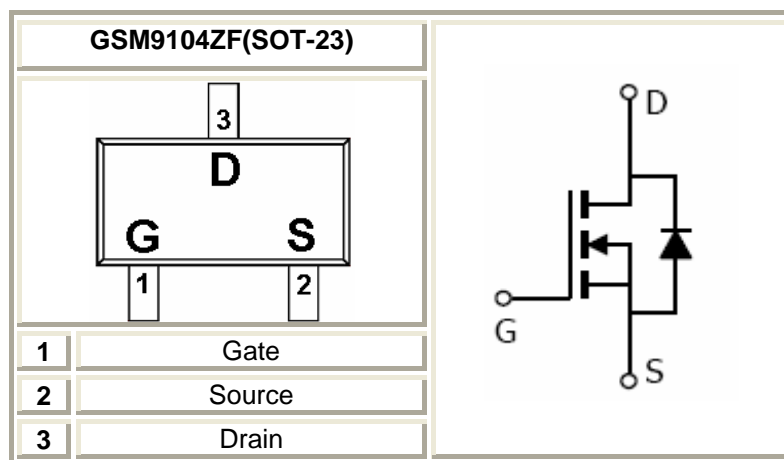 GSM9104ZF(SOT-23)
3
D
G S
1 2
1 Gate
2 Source
3 Drain
D
G
S